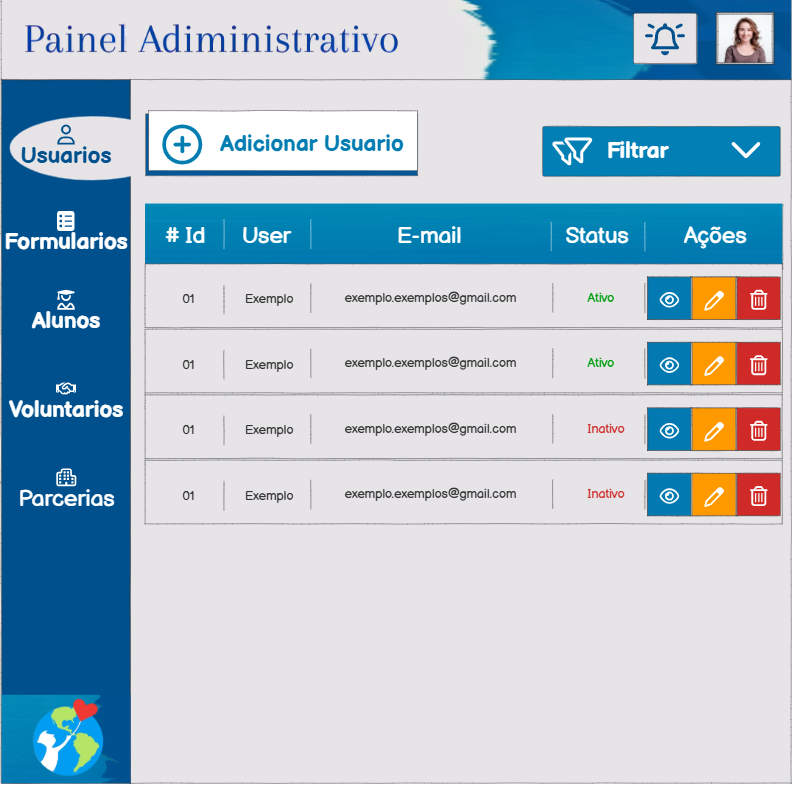 Painel Adiministrativo
Adicionar Usuario
Filtrar
Usuarios
Formularios
Alunos
Voluntarios
Parcerias
# Id User E-mail Status Ações
01 Exemplo exemplo.exemplos@gmail.com Ativo
01 Exemplo exemplo.exemplos@gmail.com Ativo
01 Exemplo exemplo.exemplos@gmail.com Inativo
01 Exemplo exemplo.exemplos@gmail.com Inativo